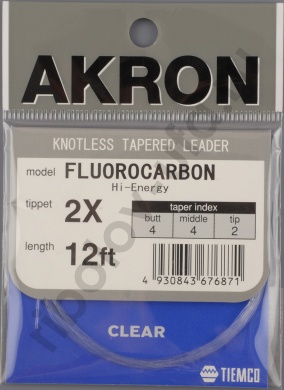 AKRON
KNOTLESS TAPERED LEADER
model FLUOROCARBON
Hi-Energy
tippet 2X
taper index
butt middle tip
4 4 2
length 12ft
4 930843 676871
CLEAR
TIEMCO